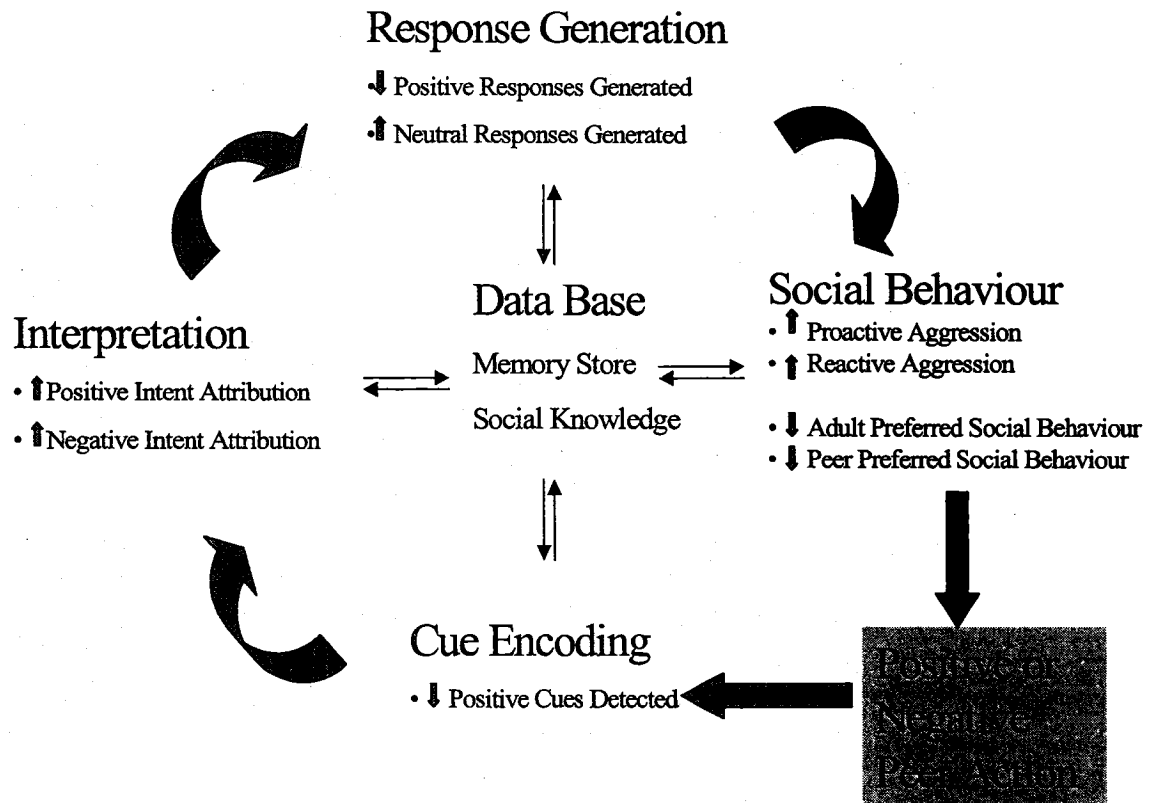 Response Generation
• Positive Responses Generated
• Neutral Responses Generated
Data Base
Memory Store
Social Knowledge
Social Behaviour
• Proactive Aggression
• Reactive Aggression
• Adult Preferred Social Behaviour
• Peer Preferred Social Behaviour
Interpretation
• Positive Intent Attribution
• Negative Intent Attribution
Cue Encoding
• Positive Cues Detected
Positive or
Negative
Peer Action